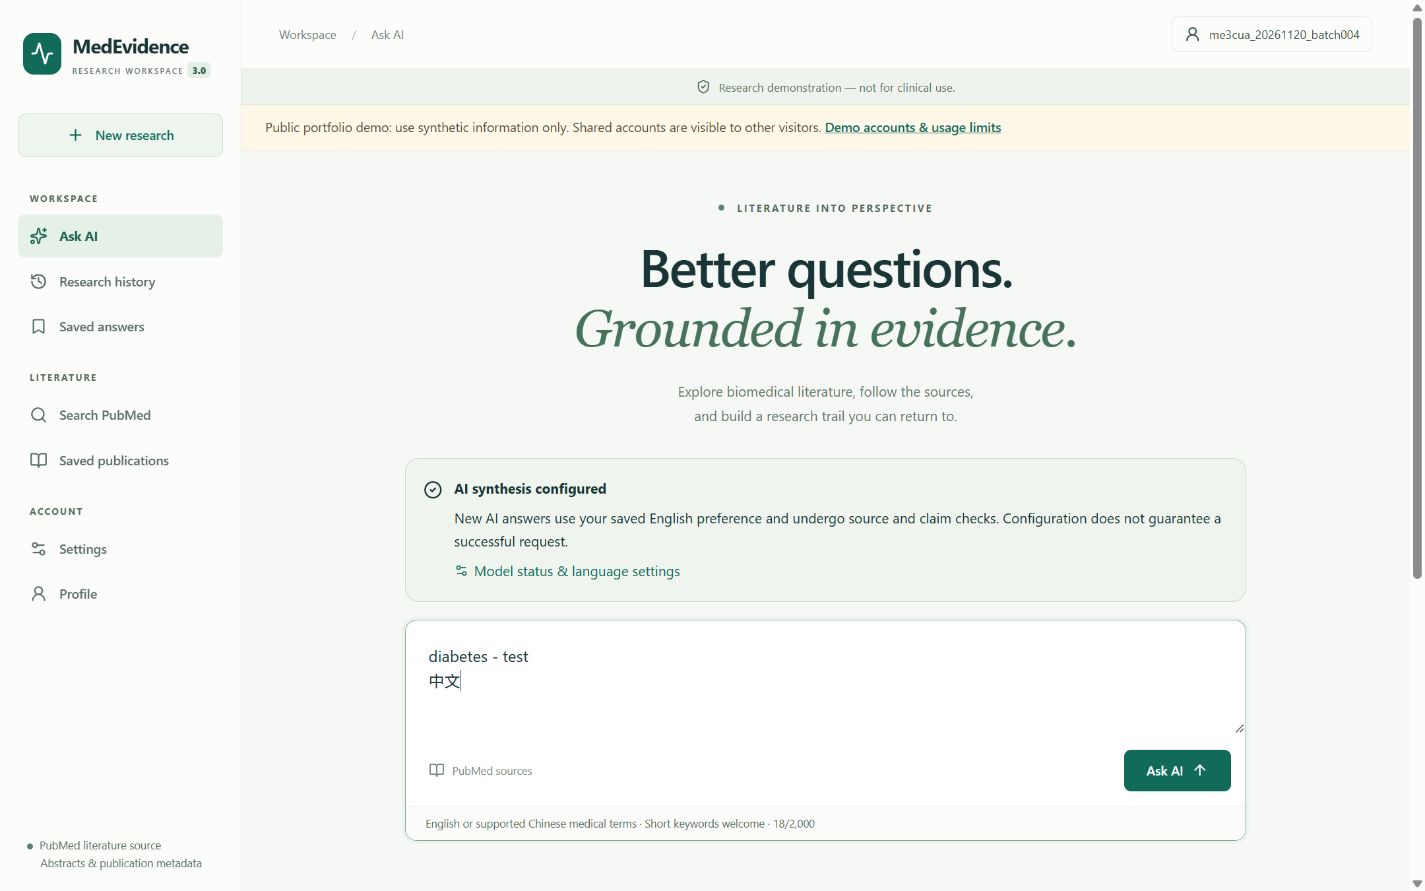 MedEvidence
RESEARCH WORKSPACE 3.0
New research
WORKSPACE
Ask AI
Research history
Saved answers
LITERATURE
Search PubMed
Saved publications
ACCOUNT
Settings
Profile
PubMed literature source
Abstracts & publication metadata
Workspace / Ask AI
me3cua_20261120_batch004
Research demonstration — not for clinical use.
Public portfolio demo: use synthetic information only. Shared accounts are visible to other visitors. Demo accounts & usage limits
LITERATURE INTO PERSPECTIVE
Better questions.
Grounded in evidence.
Explore biomedical literature, follow the sources,
and build a research trail you can return to.
AI synthesis configured
New AI answers use your saved English preference and undergo source and claim checks. Configuration does not guarantee a
successful request.
Model status & language settings
diabetes - test
中文
PubMed sources
Ask AI
English or supported Chinese medical terms · Short keywords welcome · 18/2,000